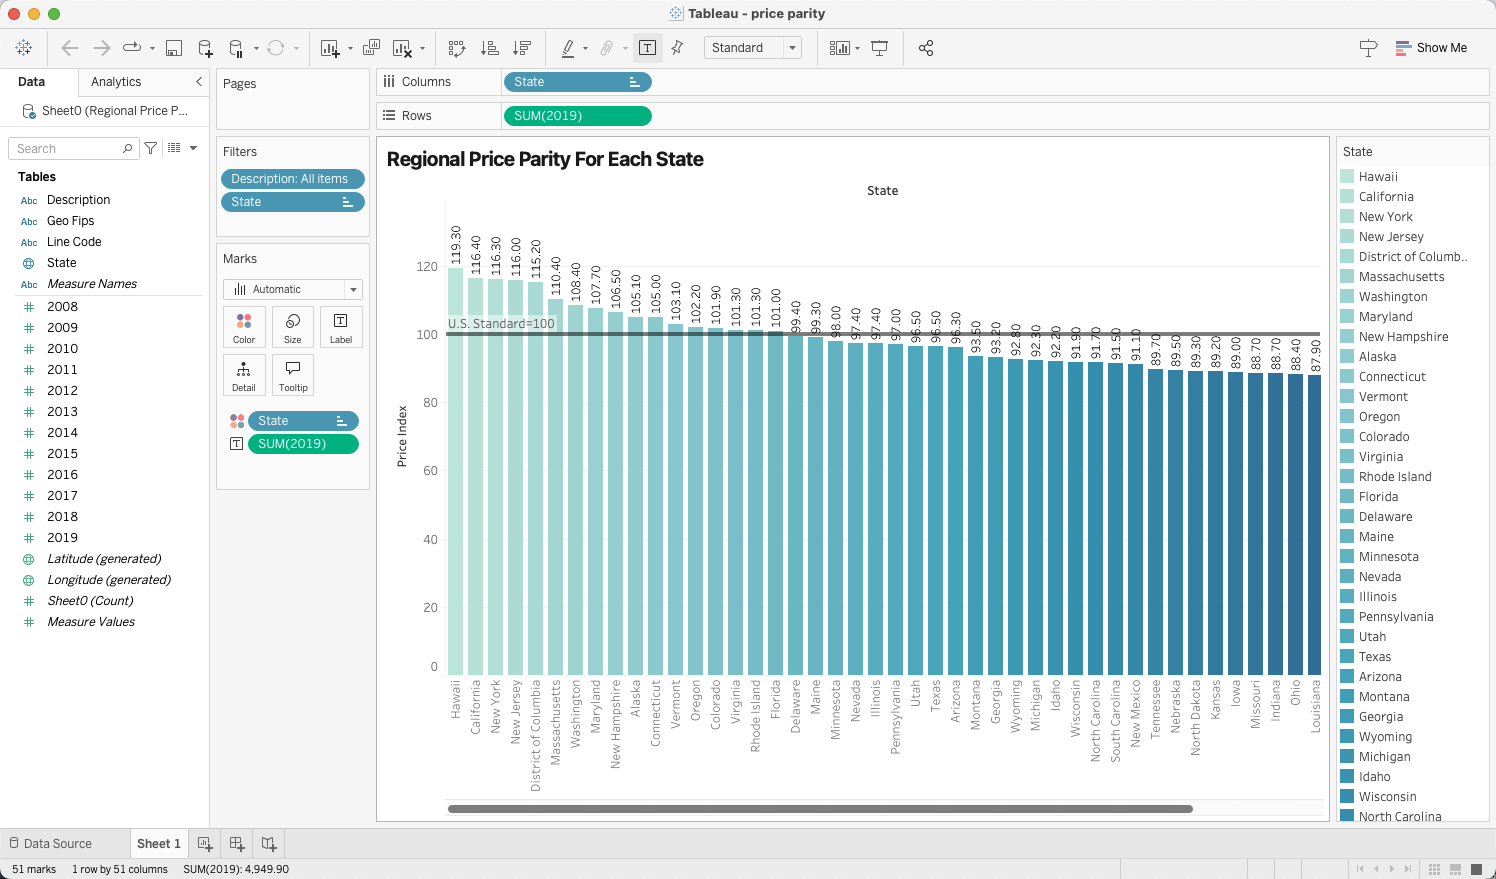 Tableau - price parity
Standard
Show Me
Data
Analytics
Pages
Columns
State
Sheet0 (Regional Price P...
Rows
SUM(2019)
Search
Tables
Abc Description
Abc Geo Fips
Abc Line Code
State
Abc Measure Names
2008
2009
2010
2011
2012
2013
2014
2015
2016
2017
2018
2019
Latitude (generated)
Longitude (generated)
Sheet0 (Count)
Measure Values
Filters
Description: All items
State
Marks
Automatic
Color
Size
Label
Detail
Tooltip
State
SUM(2019)
Regional Price Parity For Each State
State
Price Index
120
100
80
60
40
20
0
U.S. Standard=100
119.30
116.40
116.30
116.00
115.20
110.40
108.40
107.70
106.50
105.10
105.00
103.10
102.20
101.90
101.30
101.30
101.00
99.40
99.30
98.00
97.40
97.40
97.00
96.50
96.50
96.30
93.50
93.20
92.80
92.30
92.20
91.90
91.70
91.50
91.10
89.70
89.50
89.30
89.20
89.00
88.70
88.70
88.40
87.90
Hawaii
California
New York
New Jersey
District of Columbia
Massachusetts
Washington
Maryland
New Hampshire
Alaska
Connecticut
Vermont
Oregon
Colorado
Virginia
Rhode Island
Florida
Delaware
Maine
Minnesota
Nevada
Illinois
Pennsylvania
Utah
Texas
Arizona
Montana
Georgia
Wyoming
Michigan
Idaho
Wisconsin
North Carolina
South Carolina
New Mexico
Tennessee
Nebraska
North Dakota
Kansas
Iowa
Missouri
Indiana
Ohio
Louisiana
State
Hawaii
California
New York
New Jersey
District of Columb..
Massachusetts
Washington
Maryland
New Hampshire
Alaska
Connecticut
Vermont
Oregon
Colorado
Virginia
Rhode Island
Florida
Delaware
Maine
Minnesota
Nevada
Illinois
Pennsylvania
Utah
Texas
Arizona
Montana
Georgia
Wyoming
Michigan
Idaho
Wisconsin
North Carolina
Data Source
Sheet 1
51 marks
1 row by 51 columns
SUM(2019): 4,949.90